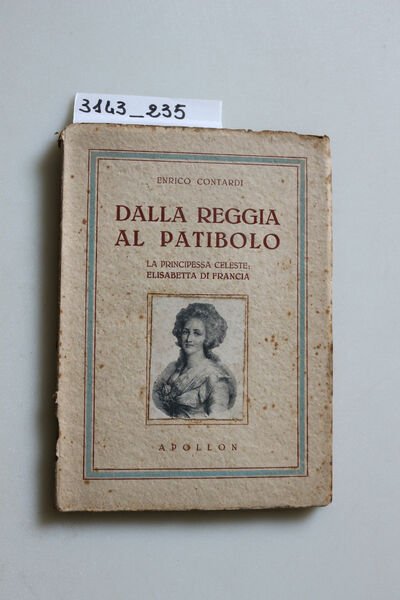 3143_235
ENRICO CONTARDI
DALLA REGGIA
AL PATIBOLO
LA PRINCIPESSA CELESTE:
ELISABETTA DI FRANCIA
APOLLON